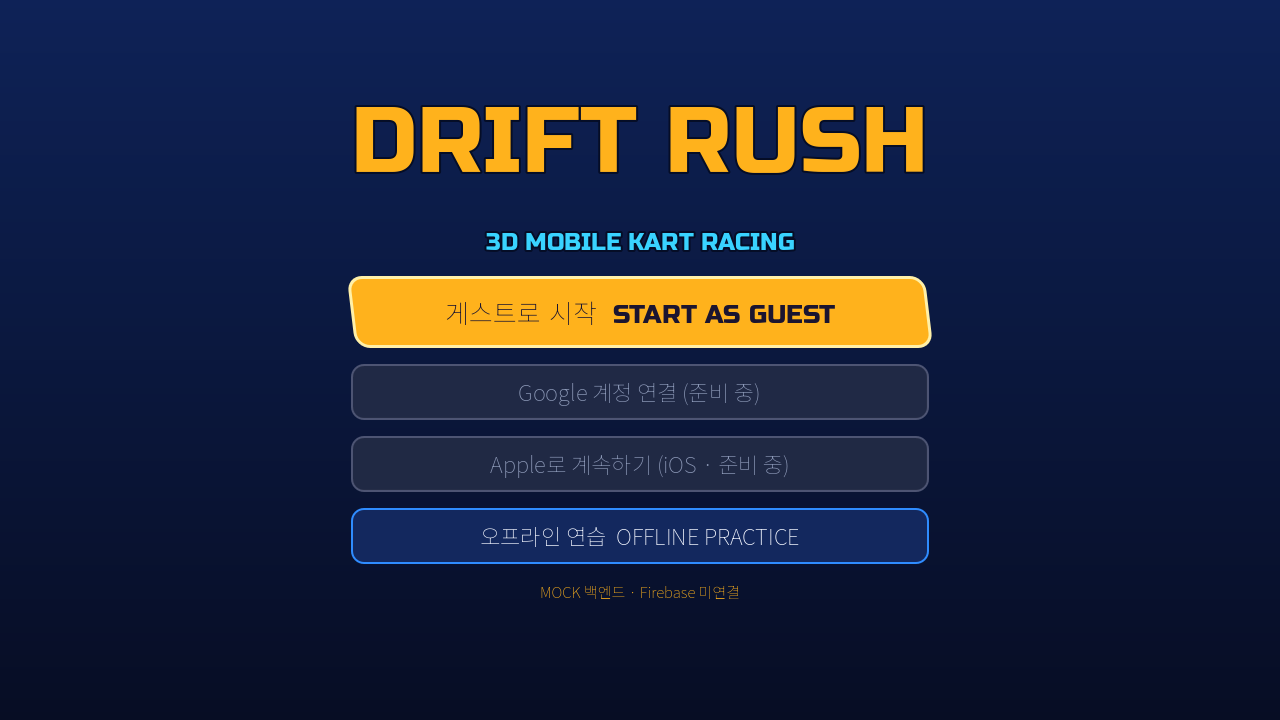 DRIFT RUSH
3D MOBILE KART RACING
게스트로 시작 START AS GUEST
Google 계정 연결 (준비 중)
Apple로 계속하기 (iOS · 준비 중)
오프라인 연습 OFFLINE PRACTICE
MOCK 백엔드 · Firebase 미연결